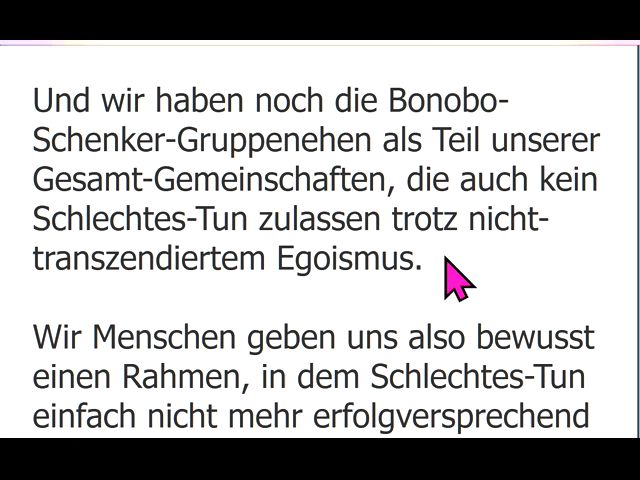 Und wir haben noch die Bonobo-
Schenker-Gruppenehen als Teil unserer
Gesamt-Gemeinschaften, die auch kein
Schlechtes-Tun zulassen trotz nicht-
transzendiertem Egoismus.
Wir Menschen geben uns also bewusst
einen Rahmen, in dem Schlechtes-Tun
einfach nicht mehr erfolgversprechend